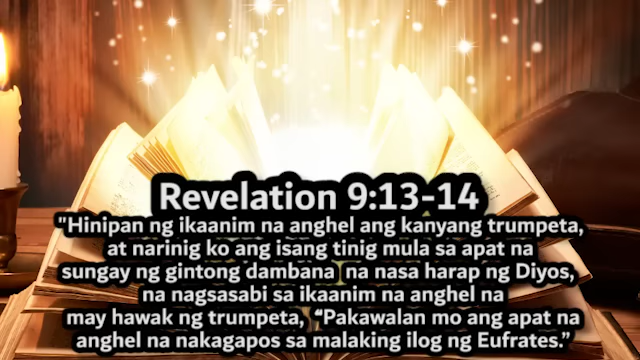 Revelation 9:13-14
"Hinipan ng ikaanim na anghel ang kanyang trumpeta,
at narinig ko ang isang tinig mula sa apat na
sungay ng gintong dambana na nasa harap ng Diyos,
na nagsasabi sa ikaanim na anghel na
may hawak ng trumpeta, “Pakawalan mo ang apat na
anghel na nakagapos sa malaking ilog ng Eufrates.”